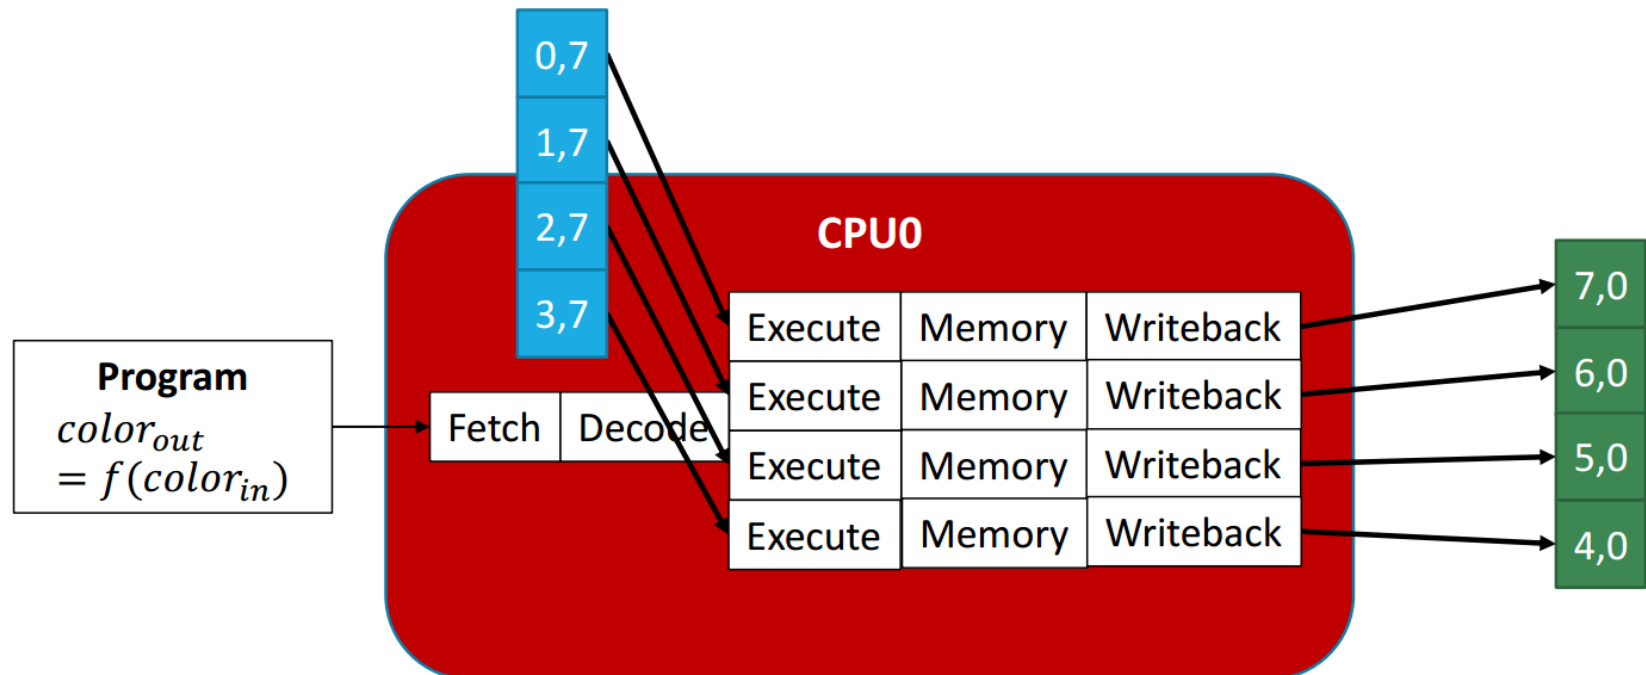 0,7
1,7
2,7
3,7
CPU0
Program
color_out
= f(color_in)
Fetch Decode
Execute Memory Writeback
Execute Memory Writeback
Execute Memory Writeback
Execute Memory Writeback
7,0
6,0
5,0
4,0